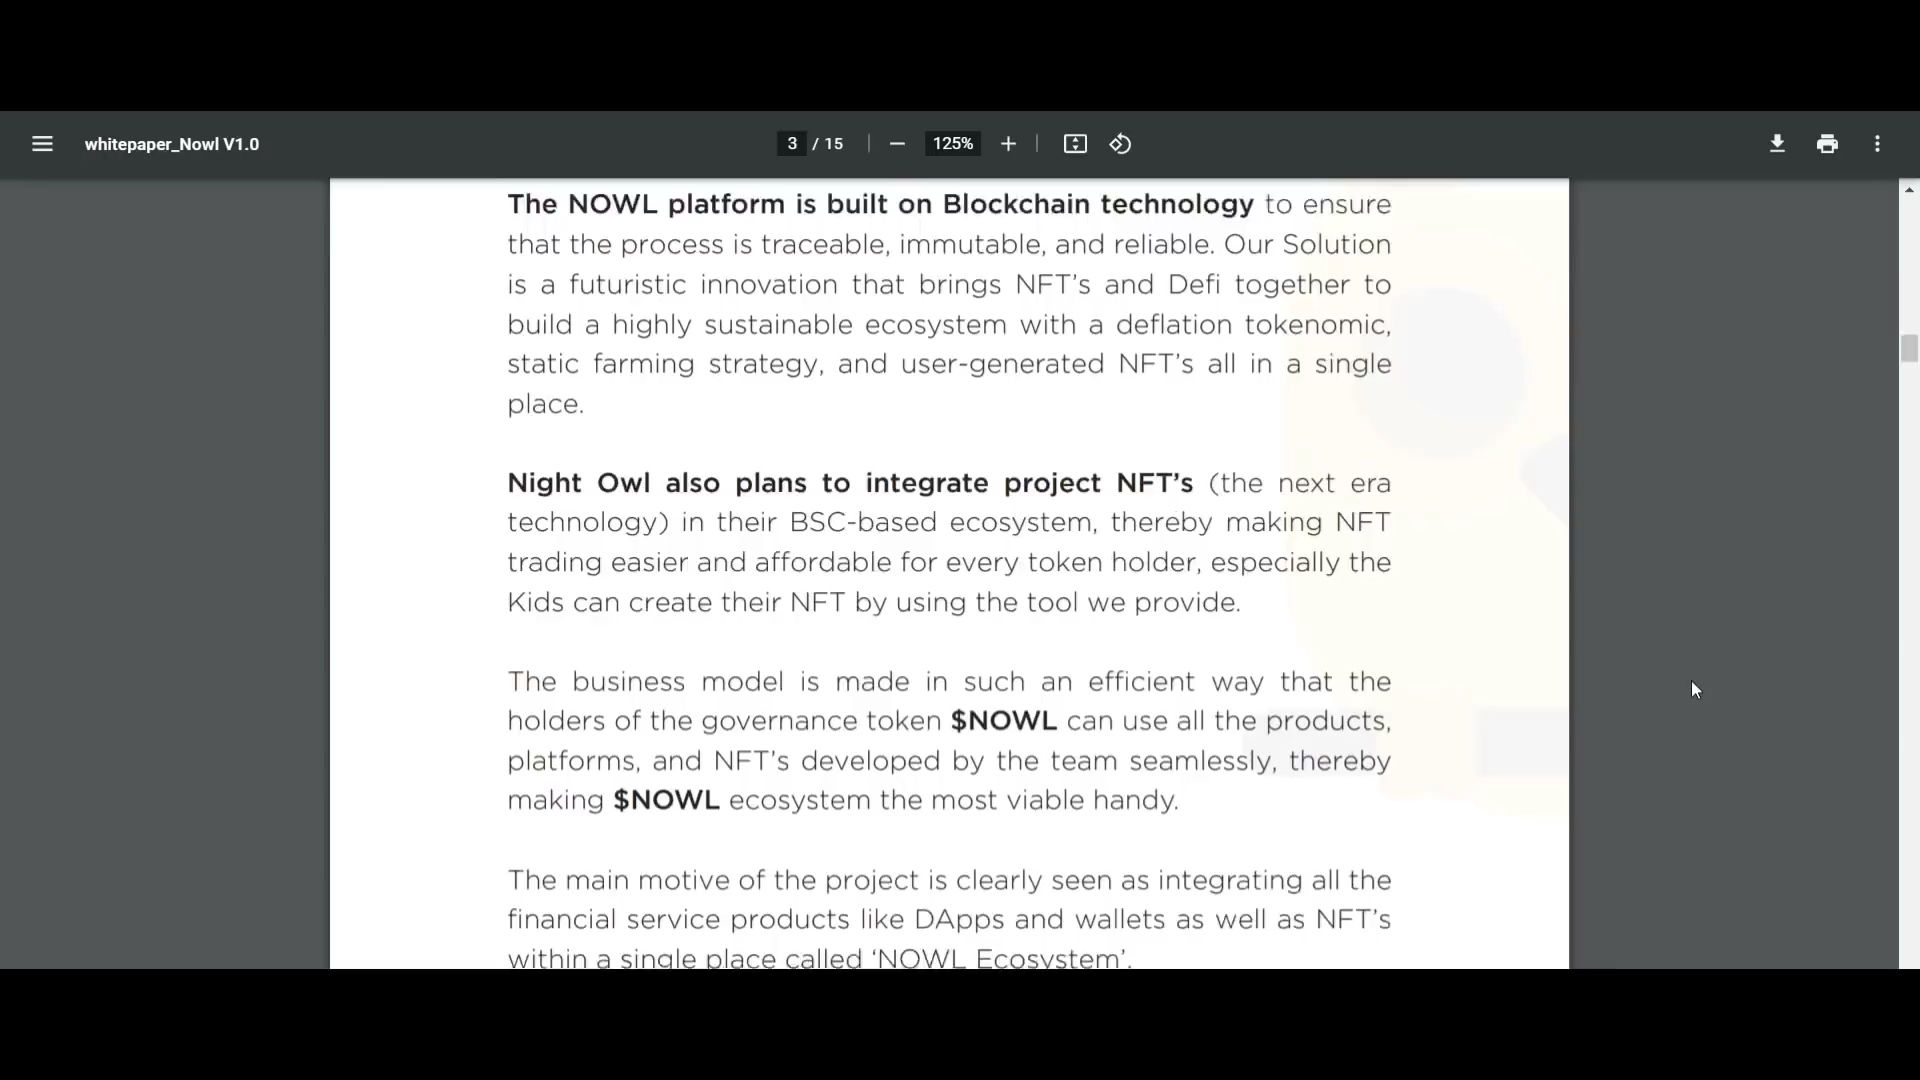 whitepaper_Nowl V1.0
3 / 15
125%
The NOWL platform is built on Blockchain technology to ensure
that the process is traceable, immutable, and reliable. Our Solution
is a futuristic innovation that brings NFT’s and Defi together to
build a highly sustainable ecosystem with a deflation tokenomic,
static farming strategy, and user-generated NFT’s all in a single
place.
Night Owl also plans to integrate project NFT’s (the next era
technology) in their BSC-based ecosystem, thereby making NFT
trading easier and affordable for every token holder, especially the
Kids can create their NFT by using the tool we provide.
The business model is made in such an efficient way that the
holders of the governance token $NOWL can use all the products,
platforms, and NFT’s developed by the team seamlessly, thereby
making $NOWL ecosystem the most viable handy.
The main motive of the project is clearly seen as integrating all the
financial service products like DApps and wallets as well as NFT’s
within a single place called ‘NOWL Ecosystem’.